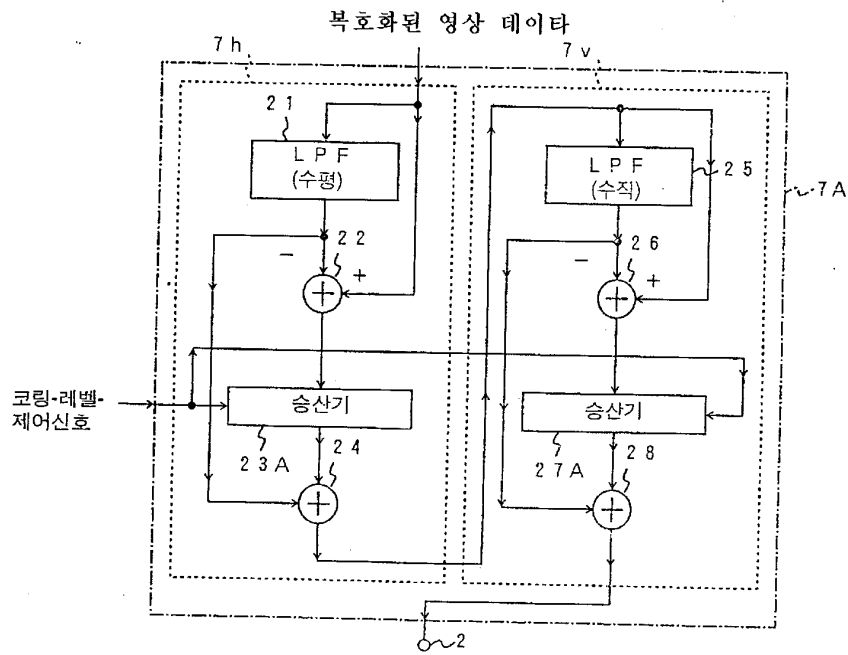 복호화된 영상 데이타
7h
7v
21
LPF
(수평)
LPF
(수직)
25
7A
22
26
−
+
−
+
코링-레벨-
제어신호
승산기
승산기
23A
24
27A
28
2